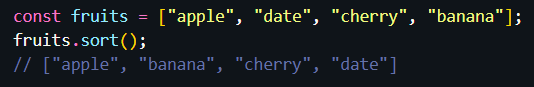 const fruits = ["apple", "date", "cherry", "banana"];
fruits.sort();
// ["apple", "banana", "cherry", "date"]